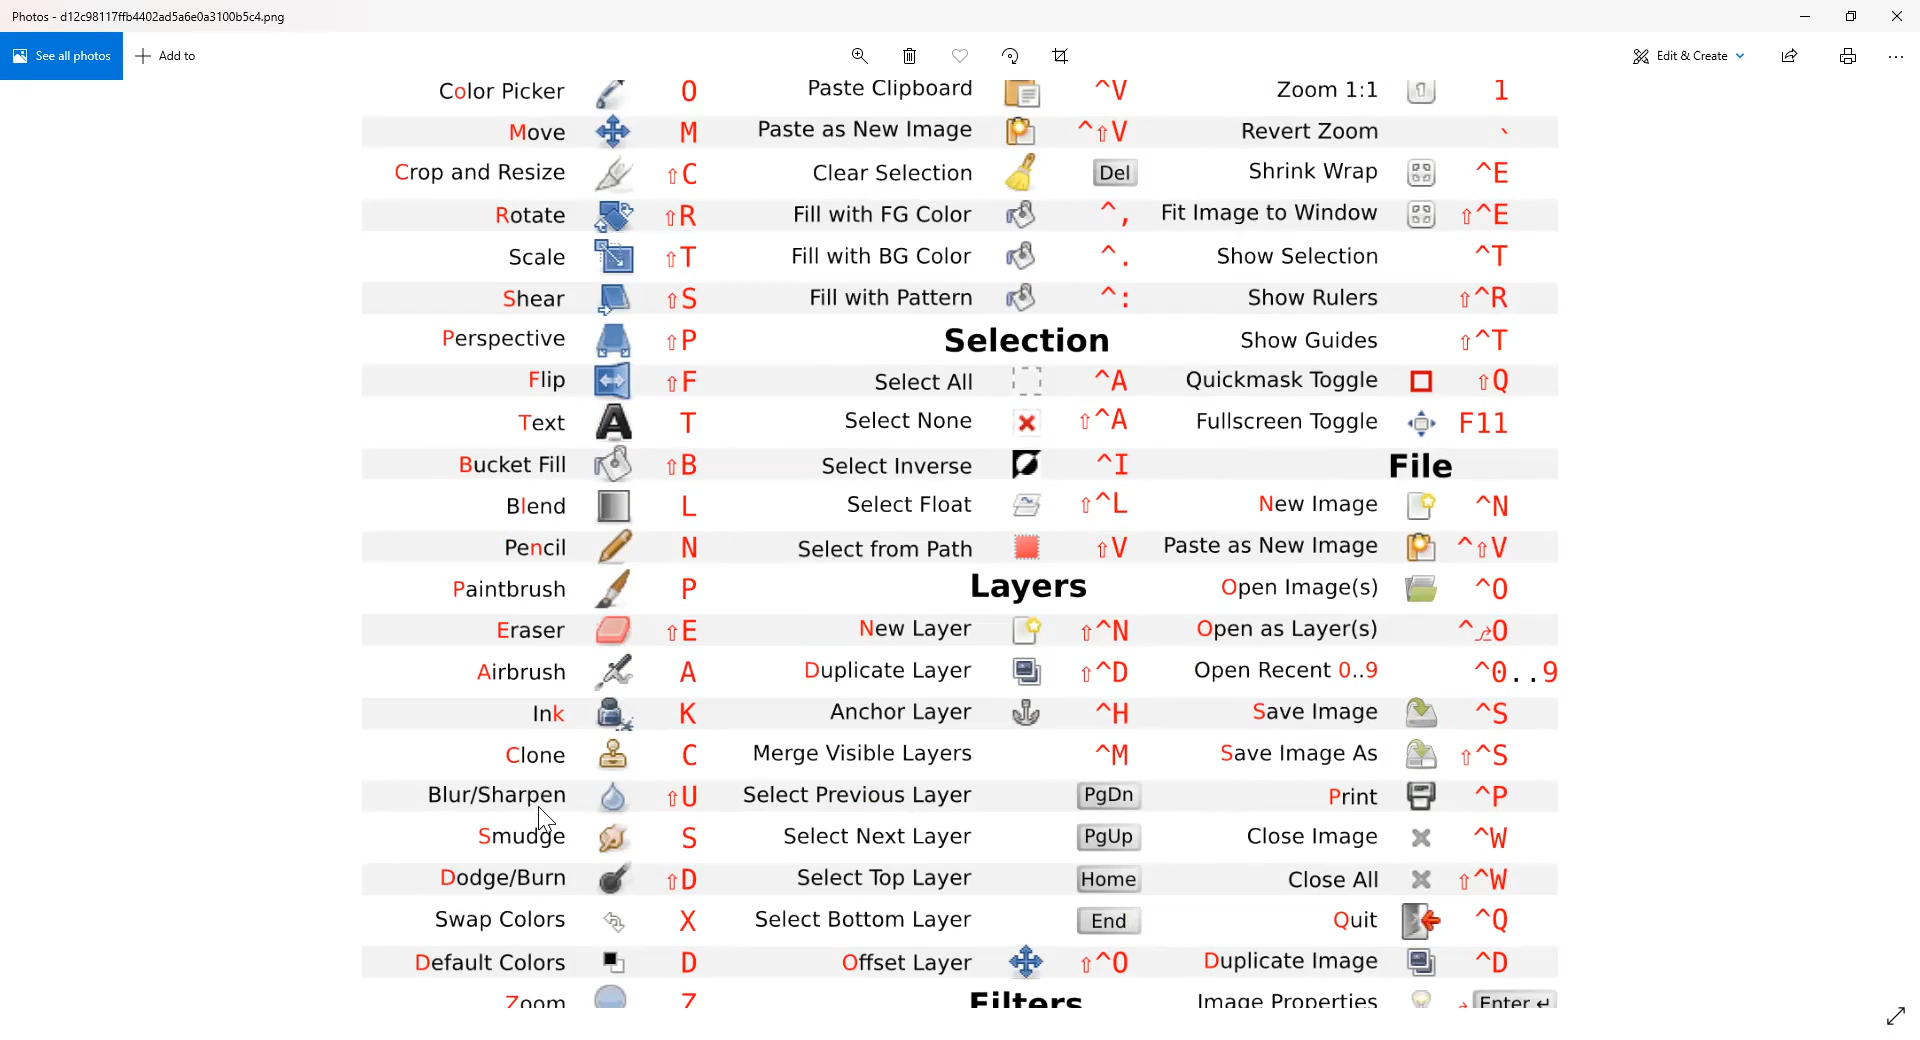 Photos - d12c98117ffb4402ad5a6e0a3100b5c4.png
See all photos
Add to
Edit & Create
Color Picker O
Move M
Crop and Resize ⇧C
Rotate ⇧R
Scale ⇧T
Shear ⇧S
Perspective ⇧P
Flip ⇧F
Text T
Bucket Fill ⇧B
Blend L
Pencil N
Paintbrush P
Eraser ⇧E
Airbrush A
Ink K
Clone C
Blur/Sharpen ⇧U
Smudge S
Dodge/Burn ⇧D
Swap Colors X
Default Colors D
Zoom Z
Paste Clipboard ^V
Paste as New Image ^⇧V
Clear Selection Del
Fill with FG Color ^,
Fill with BG Color ^.
Fill with Pattern ^:
Selection
Select All ^A
Select None ⇧^A
Select Inverse ^I
Select Float ⇧^L
Select from Path ⇧V
Layers
New Layer ⇧^N
Duplicate Layer ⇧^D
Anchor Layer ^H
Merge Visible Layers ^M
Select Previous Layer PgDn
Select Next Layer PgUp
Select Top Layer Home
Select Bottom Layer End
Offset Layer ⇧^O
Filters
Zoom 1:1 1
Revert Zoom `
Shrink Wrap ^E
Fit Image to Window ⇧^E
Show Selection ^T
Show Rulers ⇧^R
Show Guides ⇧^T
Quickmask Toggle ⇧Q
Fullscreen Toggle F11
File
New Image ^N
Paste as New Image ^⇧V
Open Image(s) ^O
Open as Layer(s) ^⎇O
Open Recent 0..9 ^0..9
Save Image ^S
Save Image As ⇧^S
Print ^P
Close Image ^W
Close All ⇧^W
Quit ^Q
Duplicate Image ^D
Image Properties Enter ↵